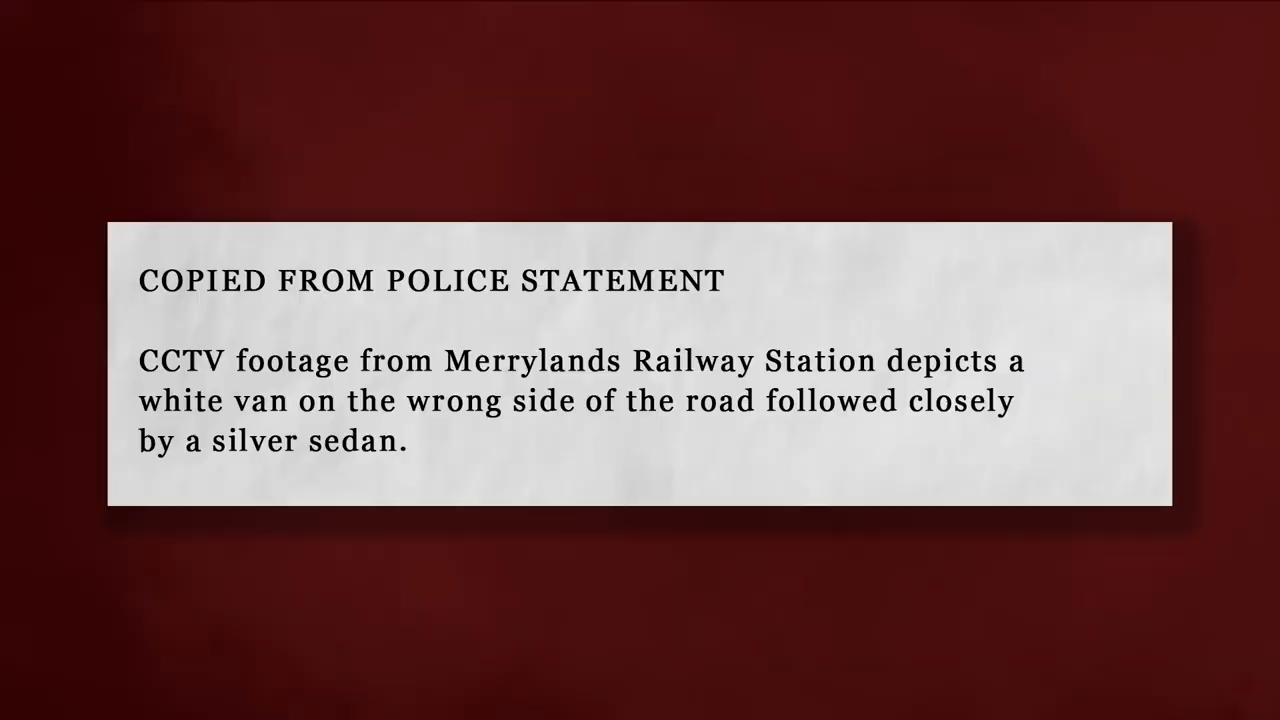 COPIED FROM POLICE STATEMENT
CCTV footage from Merrylands Railway Station depicts a
white van on the wrong side of the road followed closely
by a silver sedan.